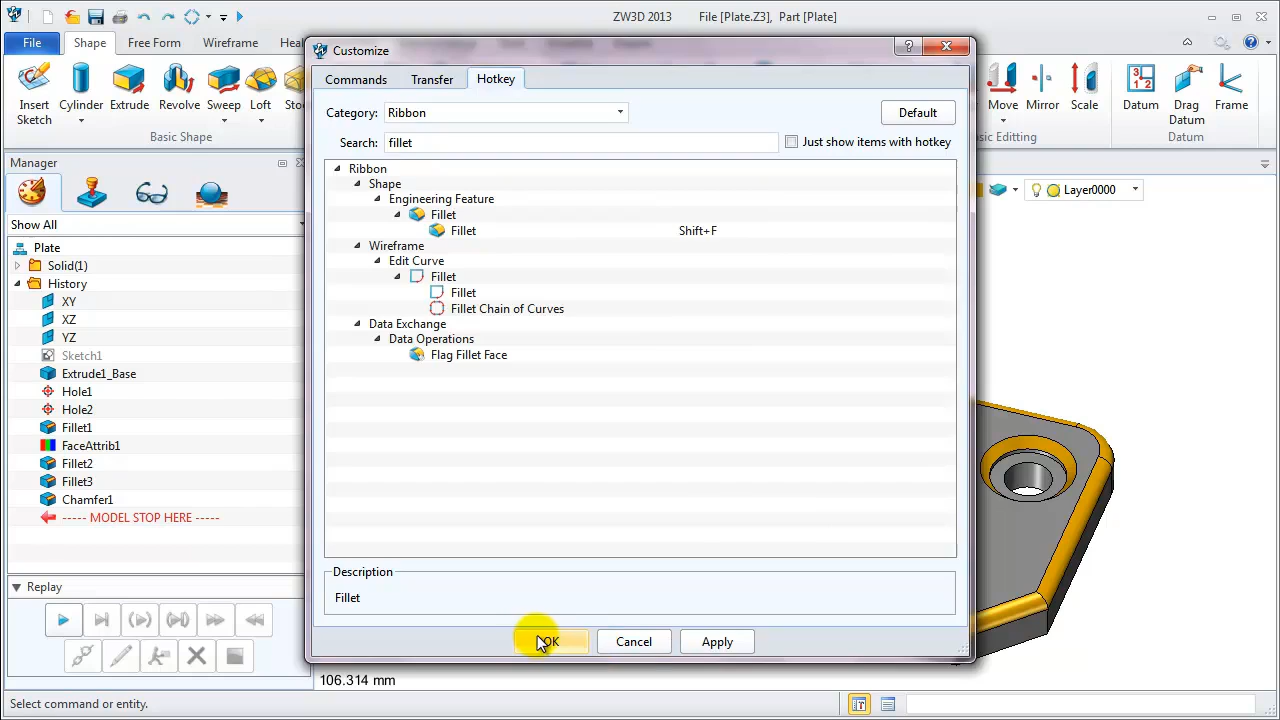 ZW3D 2013 File [Plate.Z3], Part [Plate]
File Shape Free Form Wireframe
Insert Sketch Cylinder Extrude Revolve Sweep Loft Move Mirror Scale Datum Drag Datum Frame
Basic Shape Datum
Customize
Commands Transfer Hotkey
Category: Ribbon Default
Search: fillet Just show items with hotkey
Ribbon
Shape
Engineering Feature
Fillet
Fillet Shift+F
Wireframe
Edit Curve
Fillet
Fillet
Fillet Chain of Curves
Data Exchange
Data Operations
Flag Fillet Face
Description
Fillet
OK Cancel Apply
Manager
Show All
Plate
Solid(1)
History
XY
XZ
YZ
Sketch1
Extrude1_Base
Hole1
Hole2
Fillet1
FaceAttrib1
Fillet2
Fillet3
Chamfer1
----- MODEL STOP HERE -----
Replay
Layer0000
106.314 mm
Select command or entity.